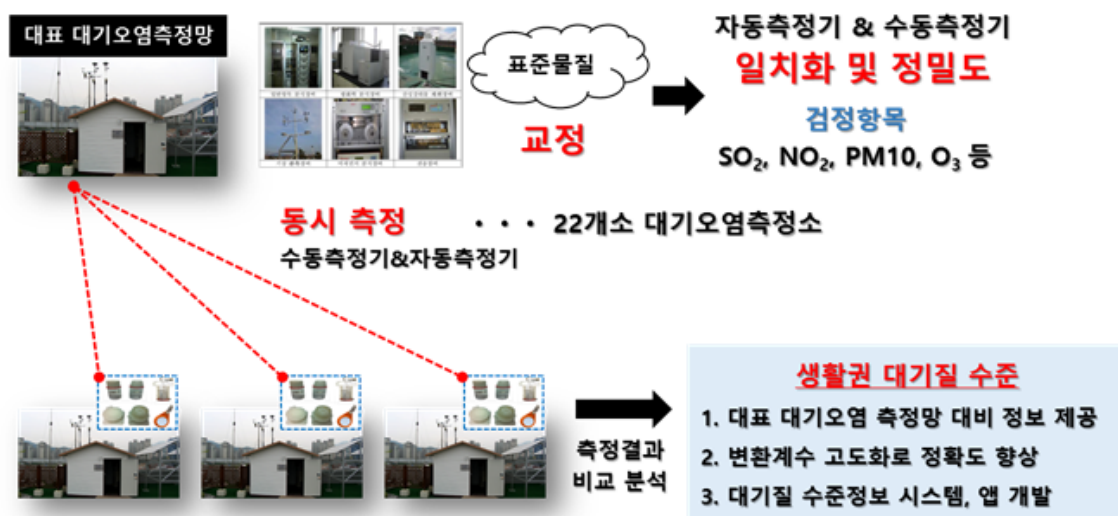 대표 대기오염측정망
표준물질
교정
자동측정기 & 수동측정기
일치화 및 정밀도
검정항목
SO₂, NO₂, PM10, O₃ 등
동시 측정 · · · 22개소 대기오염측정소
수동측정기&자동측정기
측정결과
비교 분석
생활권 대기질 수준
1. 대표 대기오염 측정망 대비 정보 제공
2. 변환계수 고도화로 정확도 향상
3. 대기질 수준정보 시스템, 앱 개발